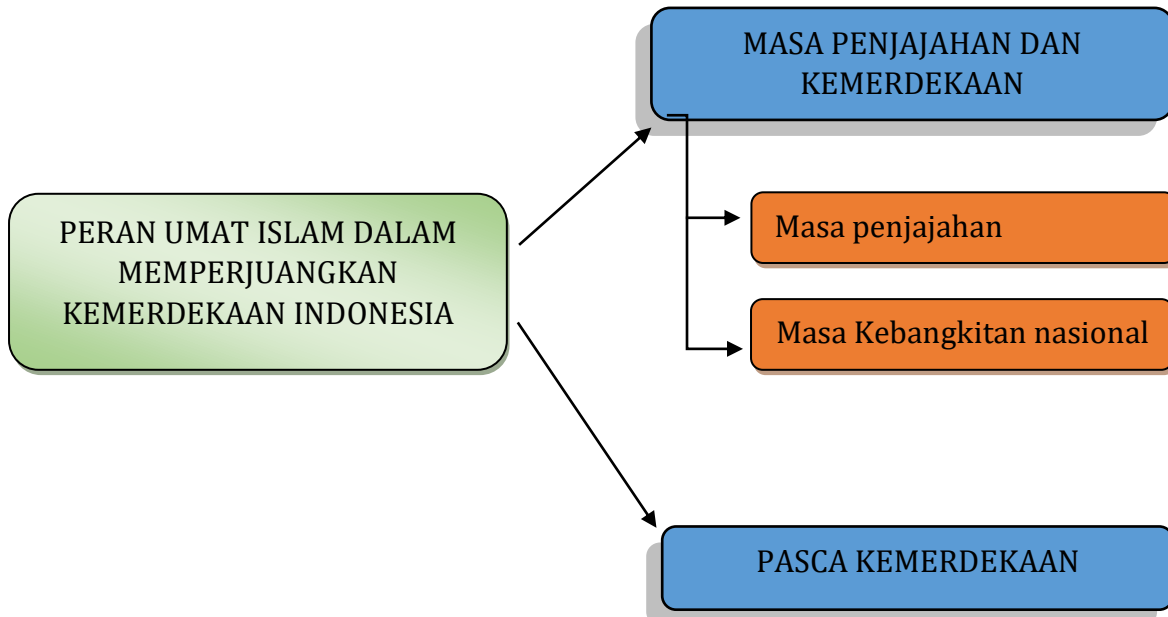 MASA PENJAJAHAN DAN
KEMERDEKAAN
PERAN UMAT ISLAM DALAM
MEMPERJUANGKAN
KEMERDEKAAN INDONESIA
Masa penjajahan
Masa Kebangkitan nasional
PASCA KEMERDEKAAN